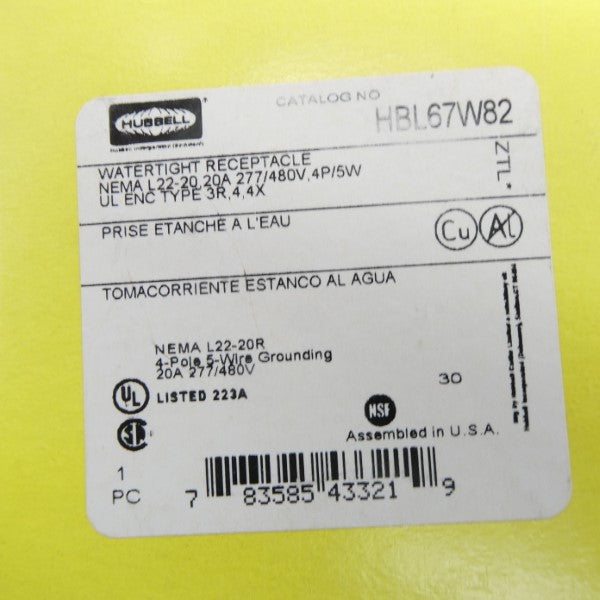 HUBBELL
CATALOG NO
HBL67W82
WATERTIGHT RECEPTACLE
NEMA L22-20,20A 277/480V,4P/5W
UL ENC TYPE 3R,4,4X
ZTL*
PRISE ETANCHE A L'EAU
Cu Al
TOMACORRIENTE ESTANCO AL AGUA
NEMA L22-20R
4-Pole 5-Wire Grounding
20A 277/480V
30
UL LISTED 223A
NSF
Assembled in U.S.A.
1
PC
7 83585 43321 9